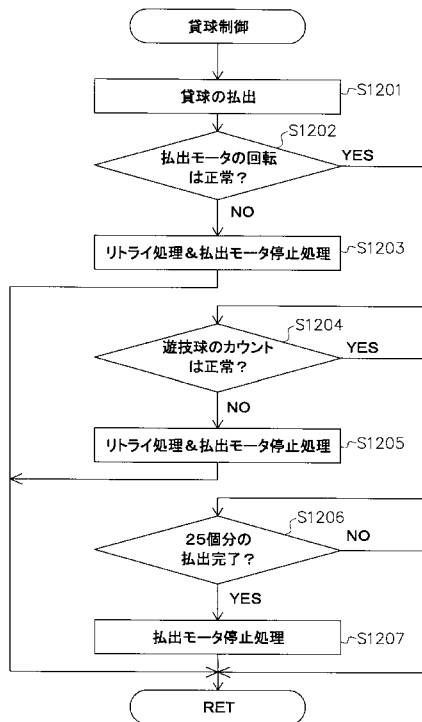 貸球制御
貸球の払出
S1201
S1202
払出モータの回転
は正常？
YES
NO
リトライ処理＆払出モータ停止処理
S1203
S1204
遊技球のカウント
は正常？
YES
NO
リトライ処理＆払出モータ停止処理
S1205
S1206
25個分の
払出完了？
NO
YES
払出モータ停止処理
S1207
RET